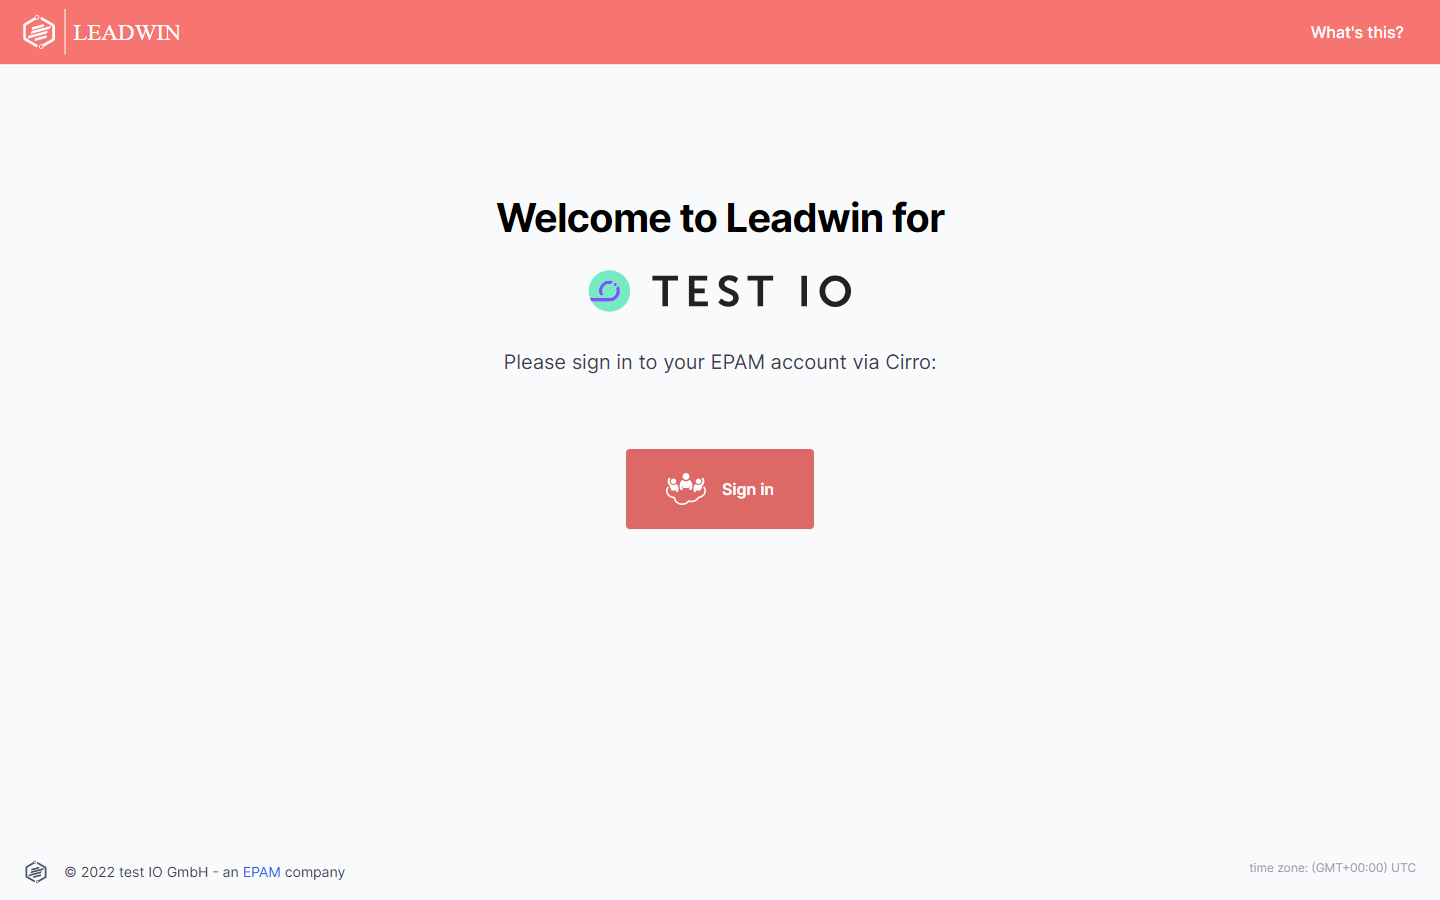 LEADWIN
What's this?
Welcome to Leadwin for
TEST IO
Please sign in to your EPAM account via Cirro:
Sign in
© 2022 test IO GmbH - an EPAM company
time zone: (GMT+00:00) UTC